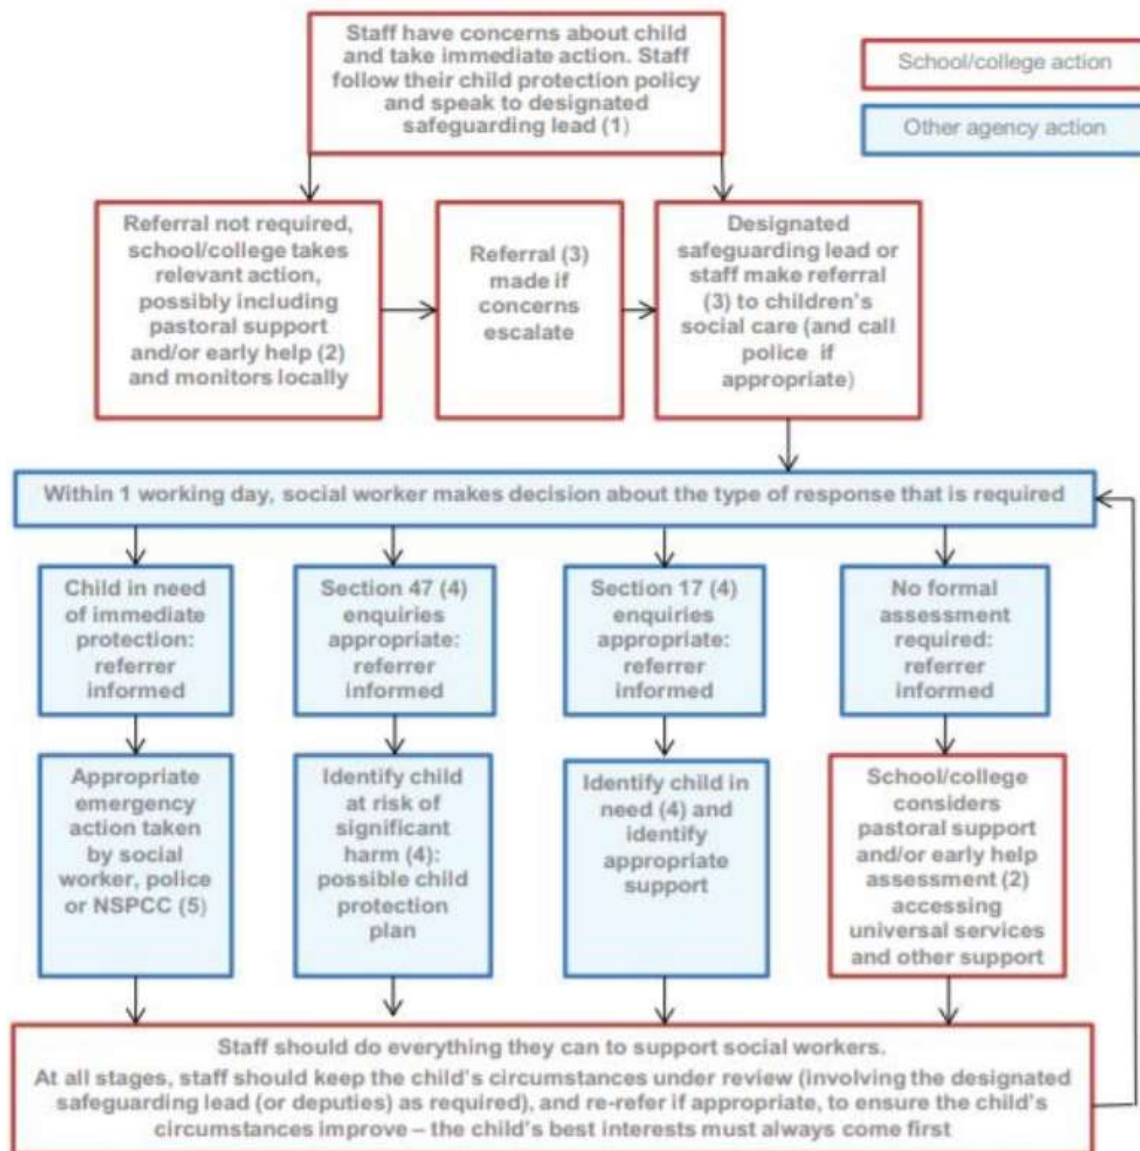 Staff have concerns about child
and take immediate action. Staff
follow their child protection policy
and speak to designated
safeguarding lead (1)
School/college action
Other agency action
Referral not required,
school/college takes
relevant action,
possibly including
pastoral support
and/or early help (2)
and monitors locally
Referral (3)
made if
concerns
escalate
Designated
safeguarding lead or
staff make referral
(3) to children's
social care (and call
police if
appropriate)
Within 1 working day, social worker makes decision about the type of response that is required
Child in need
of immediate
protection:
referrer
informed
Section 47 (4)
enquiries
appropriate:
referrer
informed
Section 17 (4)
enquiries
appropriate:
referrer
informed
No formal
assessment
required:
referrer
informed
Appropriate
emergency
action taken
by social
worker, police
or NSPCC (5)
Identify child
at risk of
significant
harm (4):
possible child
protection
plan
Identify child in
need (4) and
identify
appropriate
support
School/college
considers
pastoral support
and/or early help
assessment (2)
accessing
universal services
and other support
Staff should do everything they can to support social workers.
At all stages, staff should keep the child's circumstances under review (involving the designated
safeguarding lead (or deputies) as required), and re-refer if appropriate, to ensure the child's
circumstances improve – the child's best interests must always come first